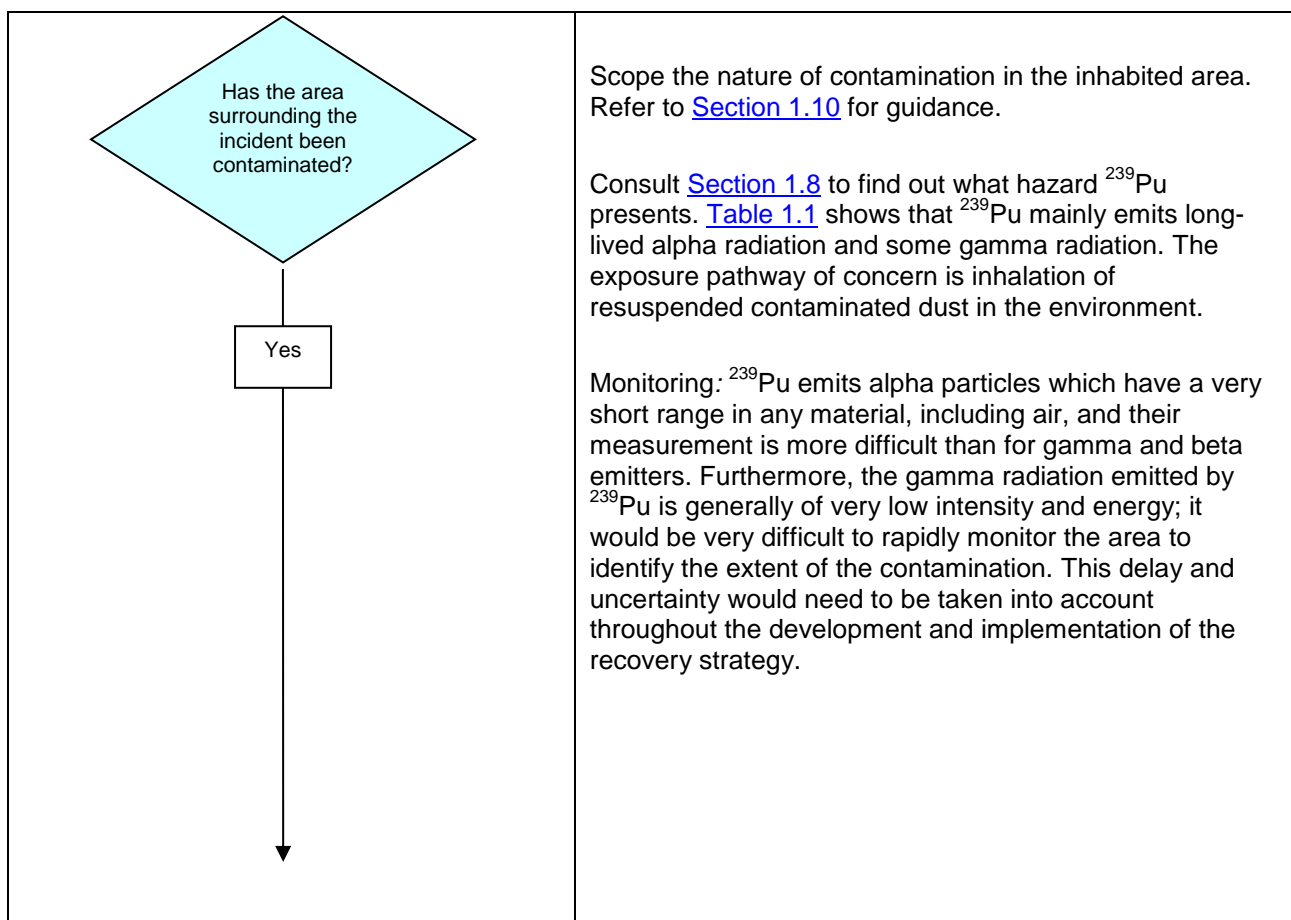 Has the area
surrounding the
incident been
contaminated?
Yes
Scope the nature of contamination in the inhabited area.
Refer to Section 1.10 for guidance.
Consult Section 1.8 to find out what hazard ²³⁹Pu
presents. Table 1.1 shows that ²³⁹Pu mainly emits long-
lived alpha radiation and some gamma radiation. The
exposure pathway of concern is inhalation of
resuspended contaminated dust in the environment.
Monitoring: ²³⁹Pu emits alpha particles which have a very
short range in any material, including air, and their
measurement is more difficult than for gamma and beta
emitters. Furthermore, the gamma radiation emitted by
²³⁹Pu is generally of very low intensity and energy; it
would be very difficult to rapidly monitor the area to
identify the extent of the contamination. This delay and
uncertainty would need to be taken into account
throughout the development and implementation of the
recovery strategy.